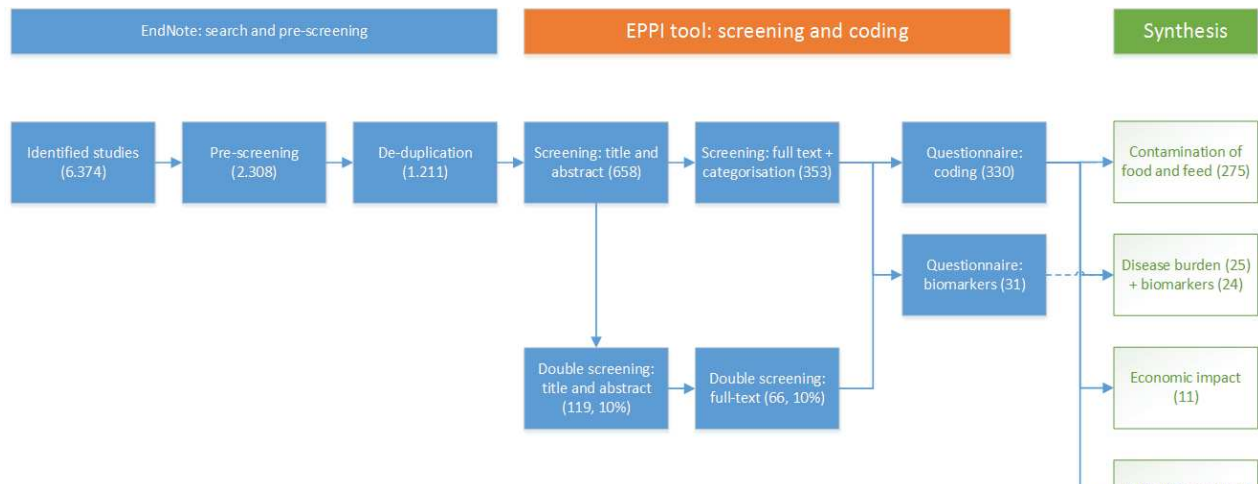 EndNote: search and pre-screening
EPPI tool: screening and coding
Synthesis
Identified studies
(6.374)
Pre-screening
(2.308)
De-duplication
(1.211)
Screening: title and
abstract (658)
Screening: full text +
categorisation (353)
Questionnaire:
coding (330)
Contamination of
food and feed (275)
Questionnaire:
biomarkers (31)
Disease burden (25)
+ biomarkers (24)
Double screening:
title and abstract
(119, 10%)
Double screening:
full-text (66, 10%)
Economic impact
(11)